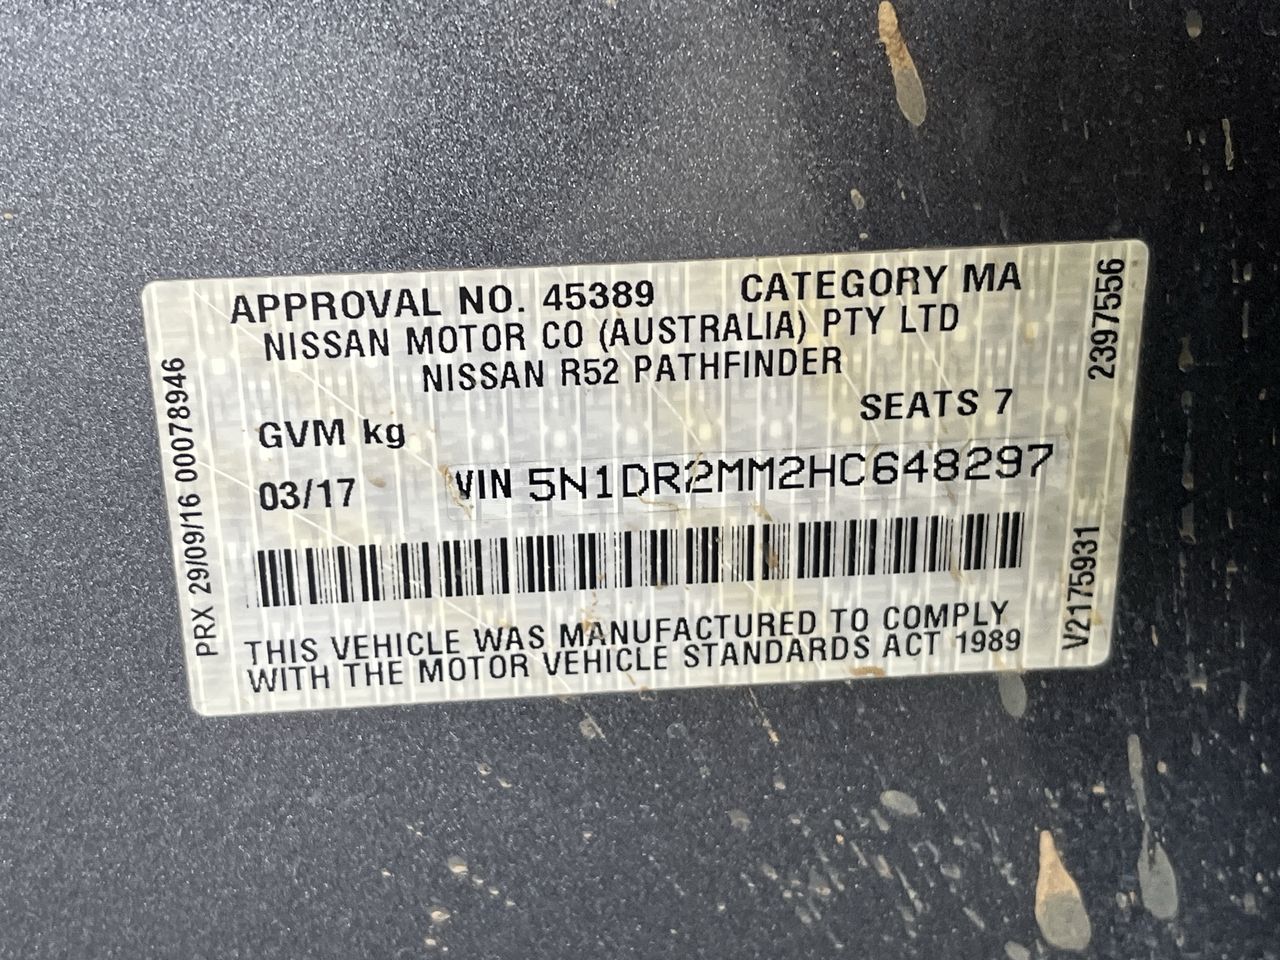 APPROVAL NO. 45389 CATEGORY MA
NISSAN MOTOR CO (AUSTRALIA) PTY LTD
NISSAN R52 PATHFINDER
SEATS 7
GVM kg
03/17 VIN 5N1DR2MM2HC648297
THIS VEHICLE WAS MANUFACTURED TO COMPLY
WITH THE MOTOR VEHICLE STANDARDS ACT 1989
PRX 29/09/16 00078946
2397556
V2175931